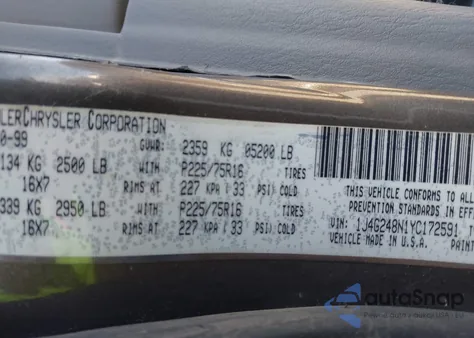 LERCHRYSLER CORPORATION
0-99 GVWR: 2359 KG 05200 LB
134 KG 2500 LB WITH P225/75R16 TIRES
16X7 RIMS AT 227 KPA / 33 PSI/ COLD
339 KG 2950 LB WITH P225/75R16 TIRES
16X7 RIMS AT 227 KPA / 33 PSI/ COLD
THIS VEHICLE CONFORMS TO ALL
PREVENTION STANDARDS IN EFFE
VIN: 1J4G248N1YC172591 T
VEHICLE MADE IN U.S.A.
autoSnap